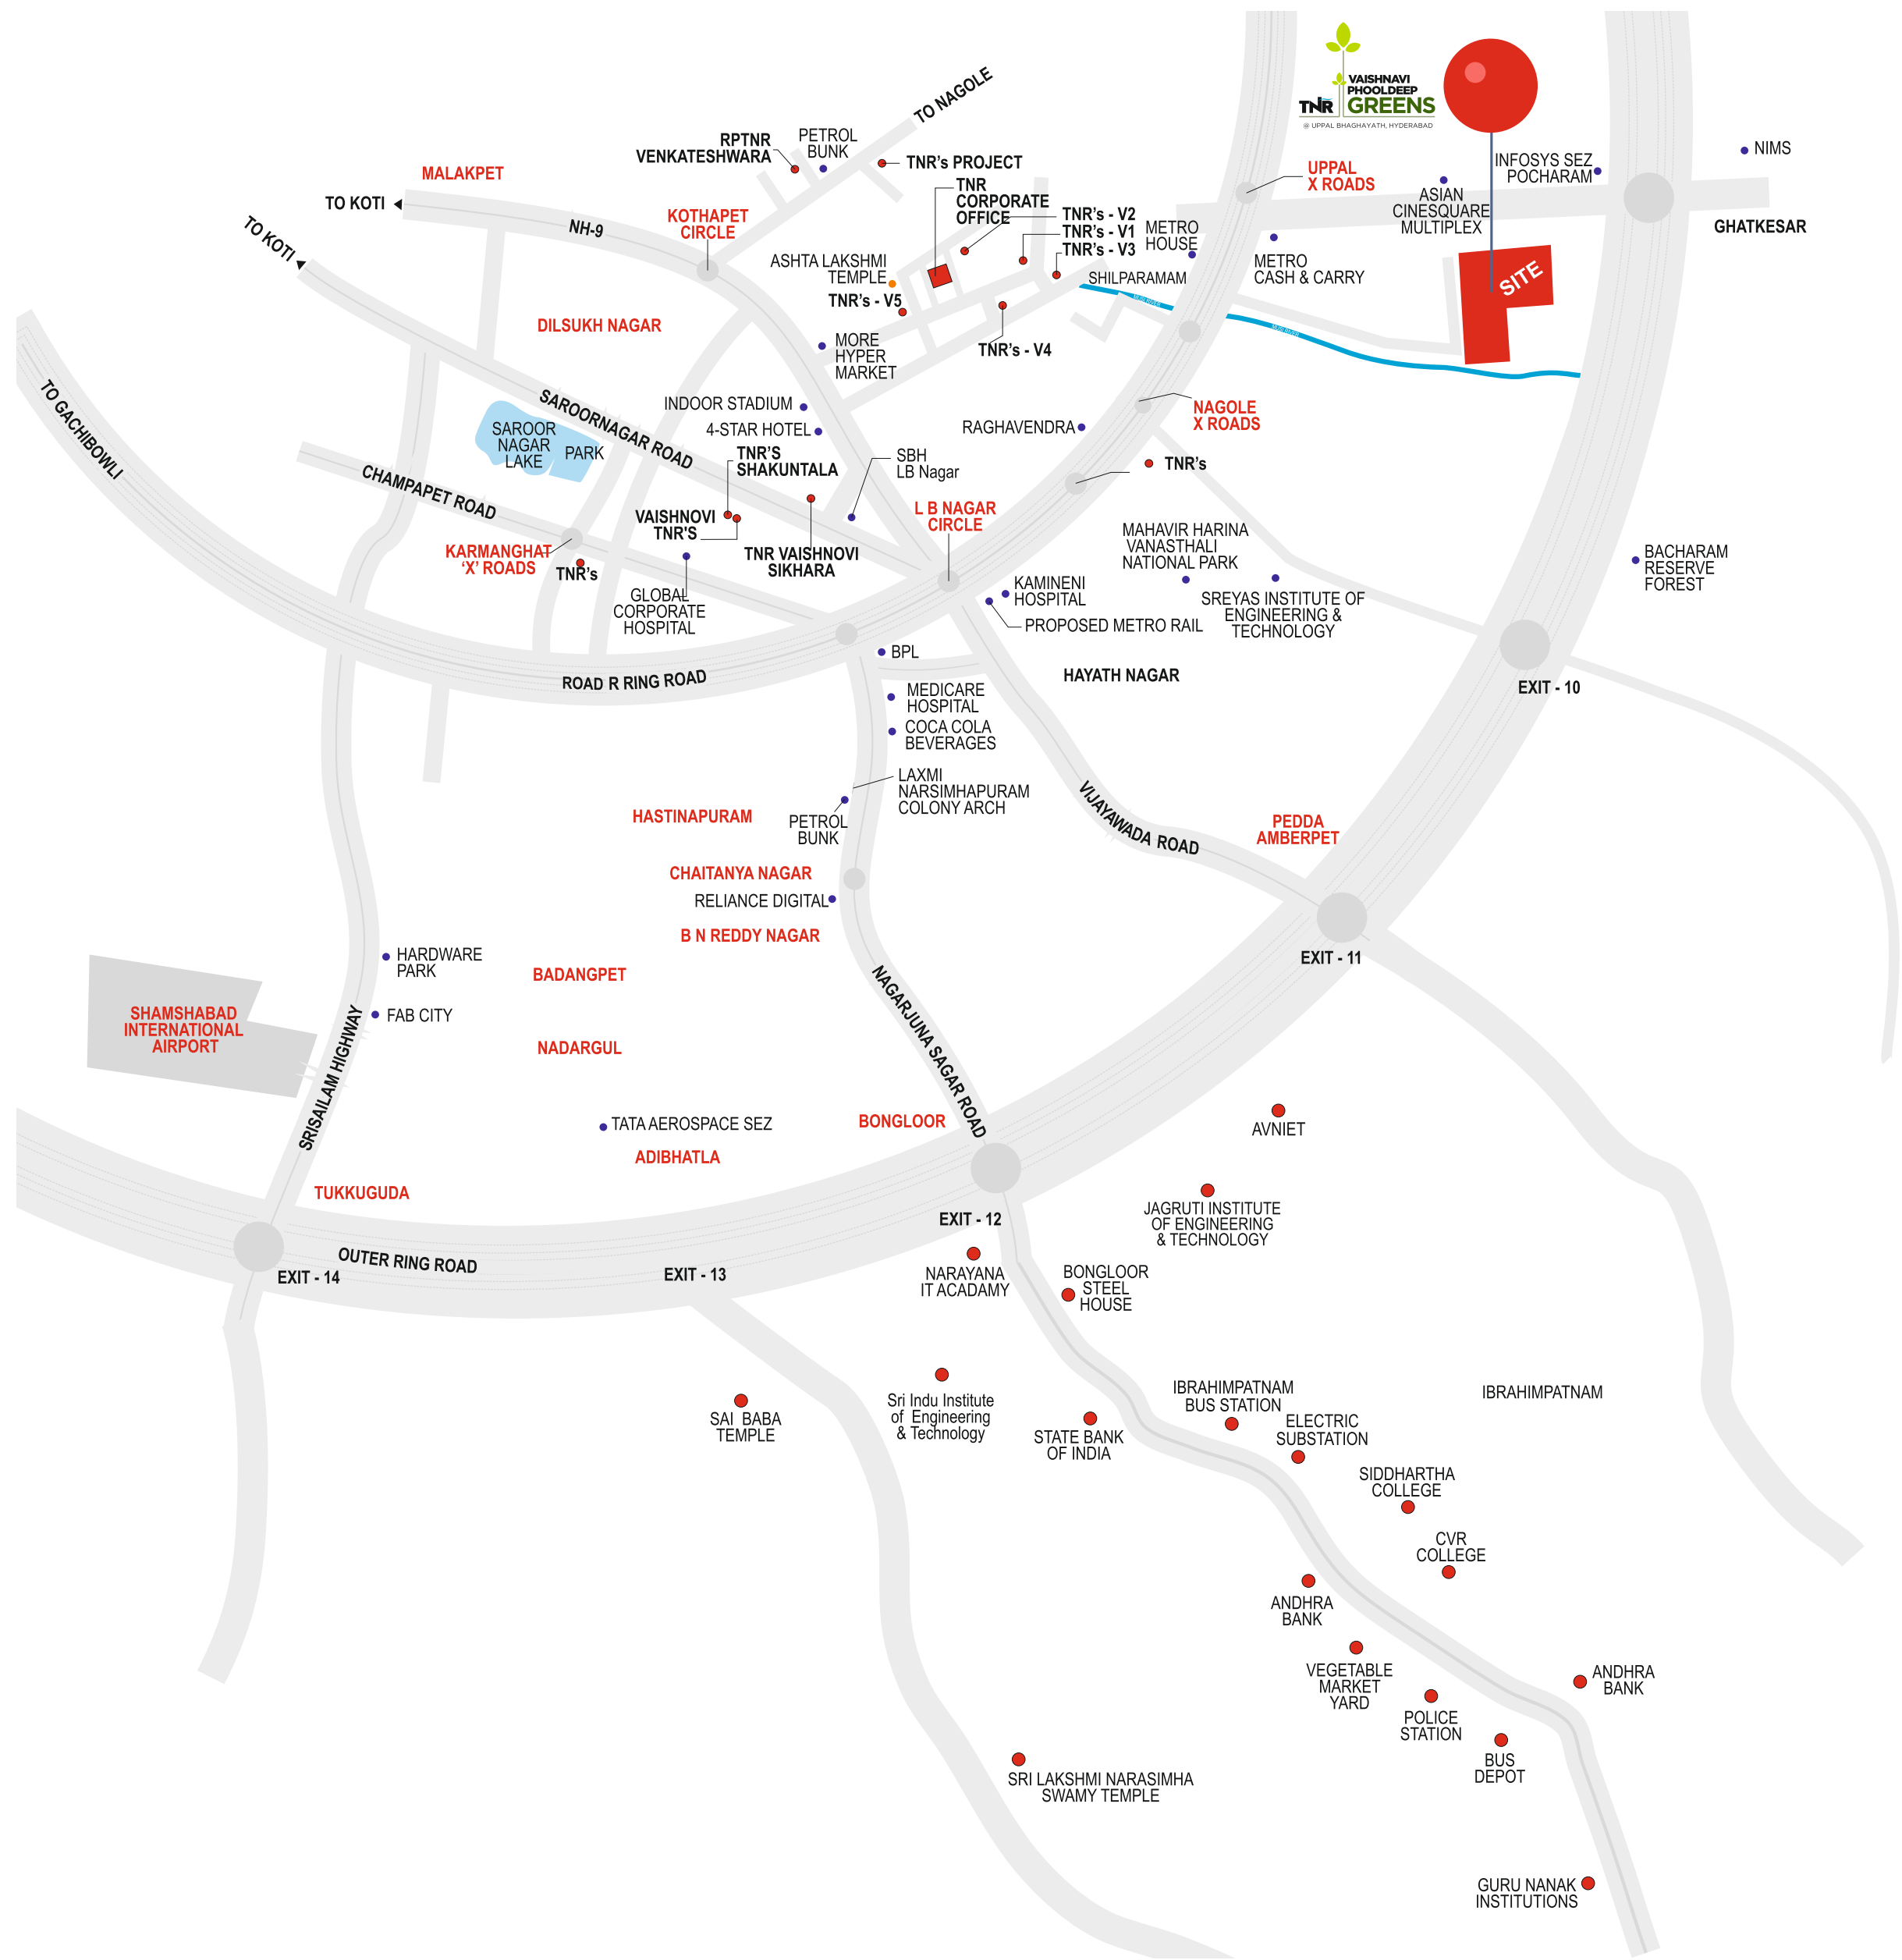 VAISHNAVI
PHOOLDEEP
TNR GREENS
@ UPPAL BHAGHAYATH, HYDERABAD
TO NAGOLE
RPTNR
VENKATESHWARA
PETROL
BUNK
TNR's PROJECT
TNR
CORPORATE
OFFICE
TNR's - V2
TNR's - V1
TNR's - V3
METRO
HOUSE
UPPAL
X ROADS
ASIAN
CINESQUARE
MULTIPLEX
INFOSYS SEZ
POCHARAM
NIMS
GHATKESAR
MALAKPET
TO KOTI
TO KOTI
NH-9
KOTHAPET
CIRCLE
ASHTA LAKSHMI
TEMPLE
TNR's - V5
SHILPARAMAM
METRO
CASH & CARRY
MUSI RIVER
MUSI RIVER
SITE
DILSUKH NAGAR
MORE
HYPER
MARKET
TNR's - V4
TO GACHIBOWLI
SAROORNAGAR ROAD
INDOOR STADIUM
4-STAR HOTEL
RAGHAVENDRA
NAGOLE
X ROADS
SAROOR
NAGAR
LAKE
PARK
TNR'S
SHAKUNTALA
SBH
LB Nagar
TNR's
CHAMPAPET ROAD
VAISHNOVI
TNR'S
L B NAGAR
CIRCLE
KARMANGHAT
‘X’ ROADS
TNR's
TNR VAISHNOVI
SIKHARA
MAHAVIR HARINA
VANASTHALI
NATIONAL PARK
BACHARAM
RESERVE
FOREST
GLOBAL
CORPORATE
HOSPITAL
KAMINENI
HOSPITAL
PROPOSED METRO RAIL
SREYAS INSTITUTE OF
ENGINEERING &
TECHNOLOGY
BPL
HAYATH NAGAR
ROAD R RING ROAD
EXIT - 10
MEDICARE
HOSPITAL
COCA COLA
BEVERAGES
LAXMI
NARSIMHAPURAM
COLONY ARCH
HASTINAPURAM
PETROL
BUNK
VIJAYAWADA ROAD
PEDDA
AMBERPET
CHAITANYA NAGAR
RELIANCE DIGITAL
B N REDDY NAGAR
EXIT - 11
HARDWARE
PARK
BADANGPET
NAGARJUNA SAGAR ROAD
SHAMSHABAD
INTERNATIONAL
AIRPORT
FAB CITY
NADARGUL
SRISAILAM HIGHWAY
TATA AEROSPACE SEZ
BONGLOOR
AVNIET
ADIBHATLA
TUKKUGUDA
EXIT - 12
JAGRUTI INSTITUTE
OF ENGINEERING
& TECHNOLOGY
OUTER RING ROAD
EXIT - 14
EXIT - 13
NARAYANA
IT ACADAMY
BONGLOOR
STEEL
HOUSE
SAI BABA
TEMPLE
Sri Indu Institute
of Engineering
& Technology
STATE BANK
OF INDIA
IBRAHIMPATNAM
BUS STATION
IBRAHIMPATNAM
ELECTRIC
SUBSTATION
SIDDHARTHA
COLLEGE
CVR
COLLEGE
ANDHRA
BANK
VEGETABLE
MARKET
YARD
ANDHRA
BANK
POLICE
STATION
BUS
DEPOT
SRI LAKSHMI NARASIMHA
SWAMY TEMPLE
GURU NANAK
INSTITUTIONS